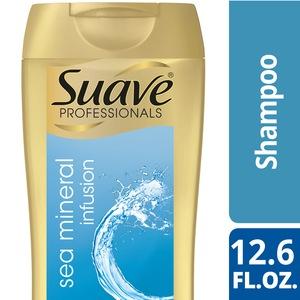 Suave®
PROFESSIONALS
sea mineral
infusion
Shampoo
12.6
FL.OZ.